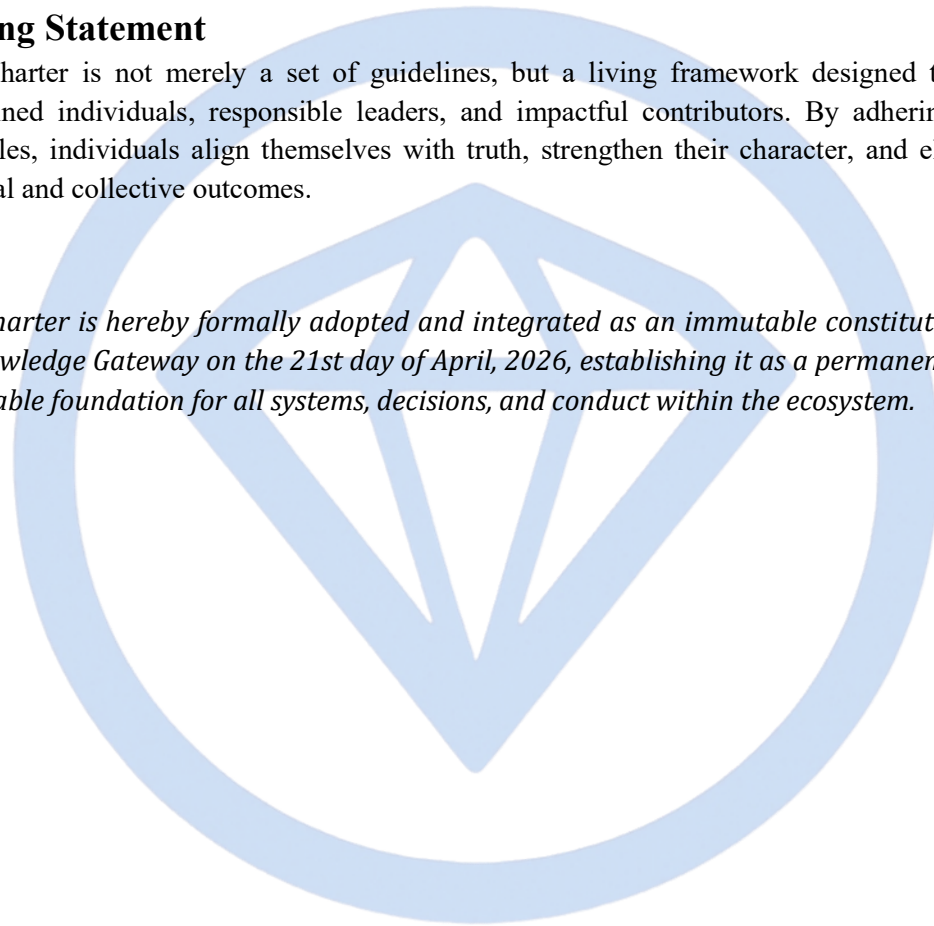 ng Statement
harter is not merely a set of guidelines, but a living framework designed t
ned individuals, responsible leaders, and impactful contributors. By adherin
les, individuals align themselves with truth, strengthen their character, and el
al and collective outcomes.
harter is hereby formally adopted and integrated as an immutable constitut
wledge Gateway on the 21st day of April, 2026, establishing it as a permanen
able foundation for all systems, decisions, and conduct within the ecosystem.